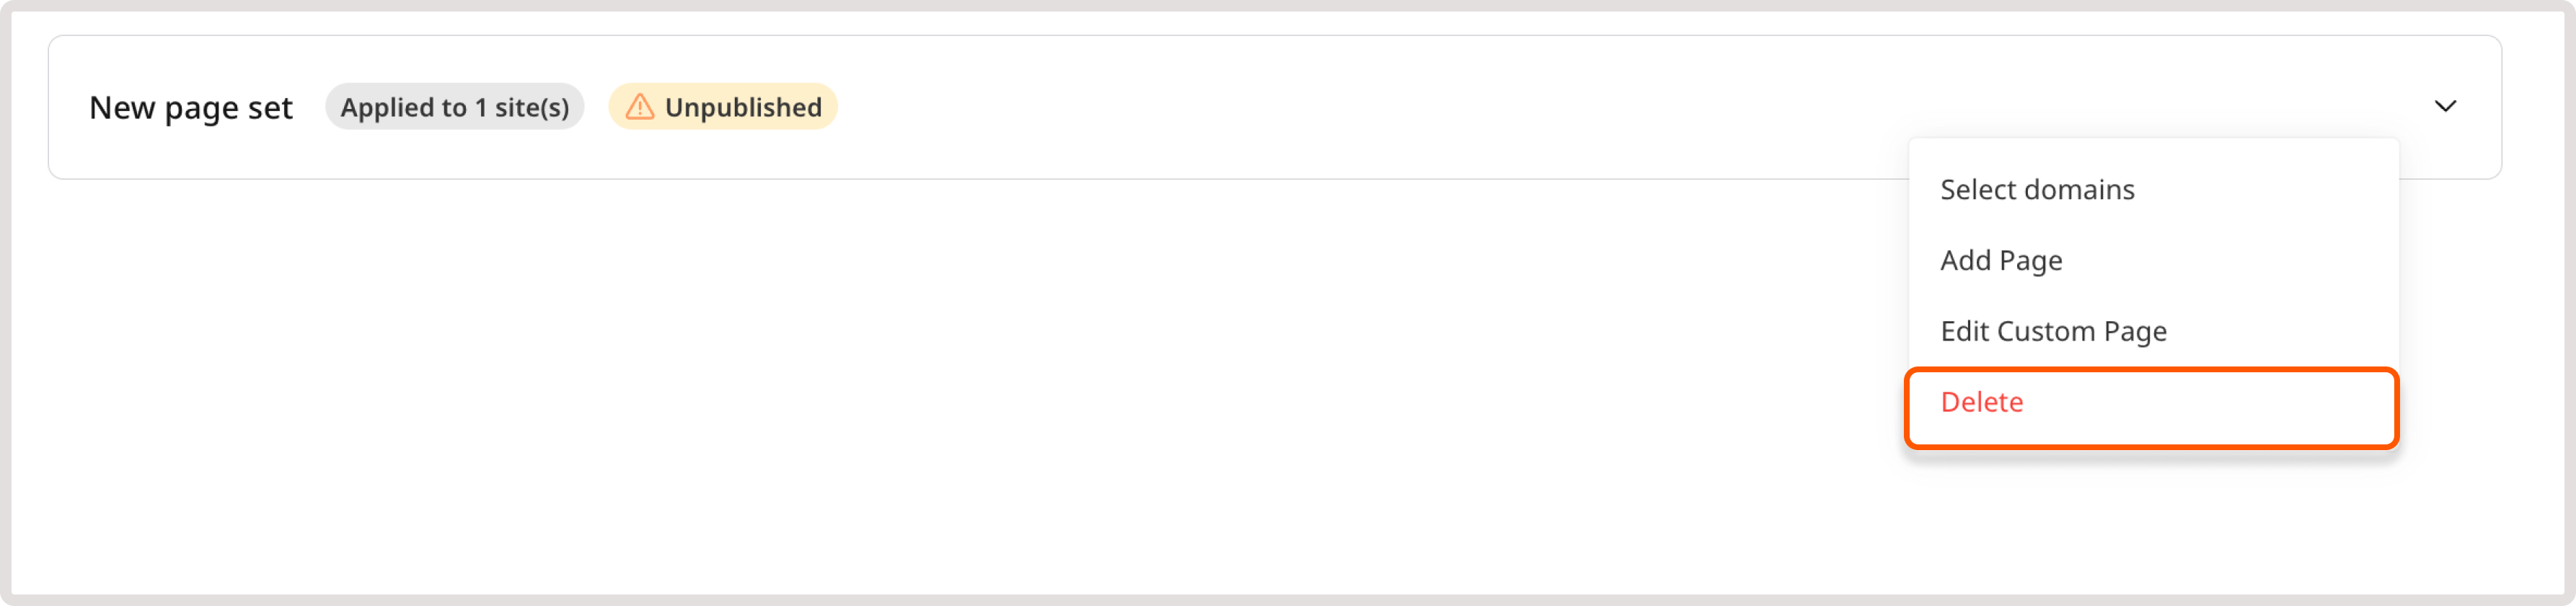 New page set Applied to 1 site(s) Unpublished
Select domains
Add Page
Edit Custom Page
Delete